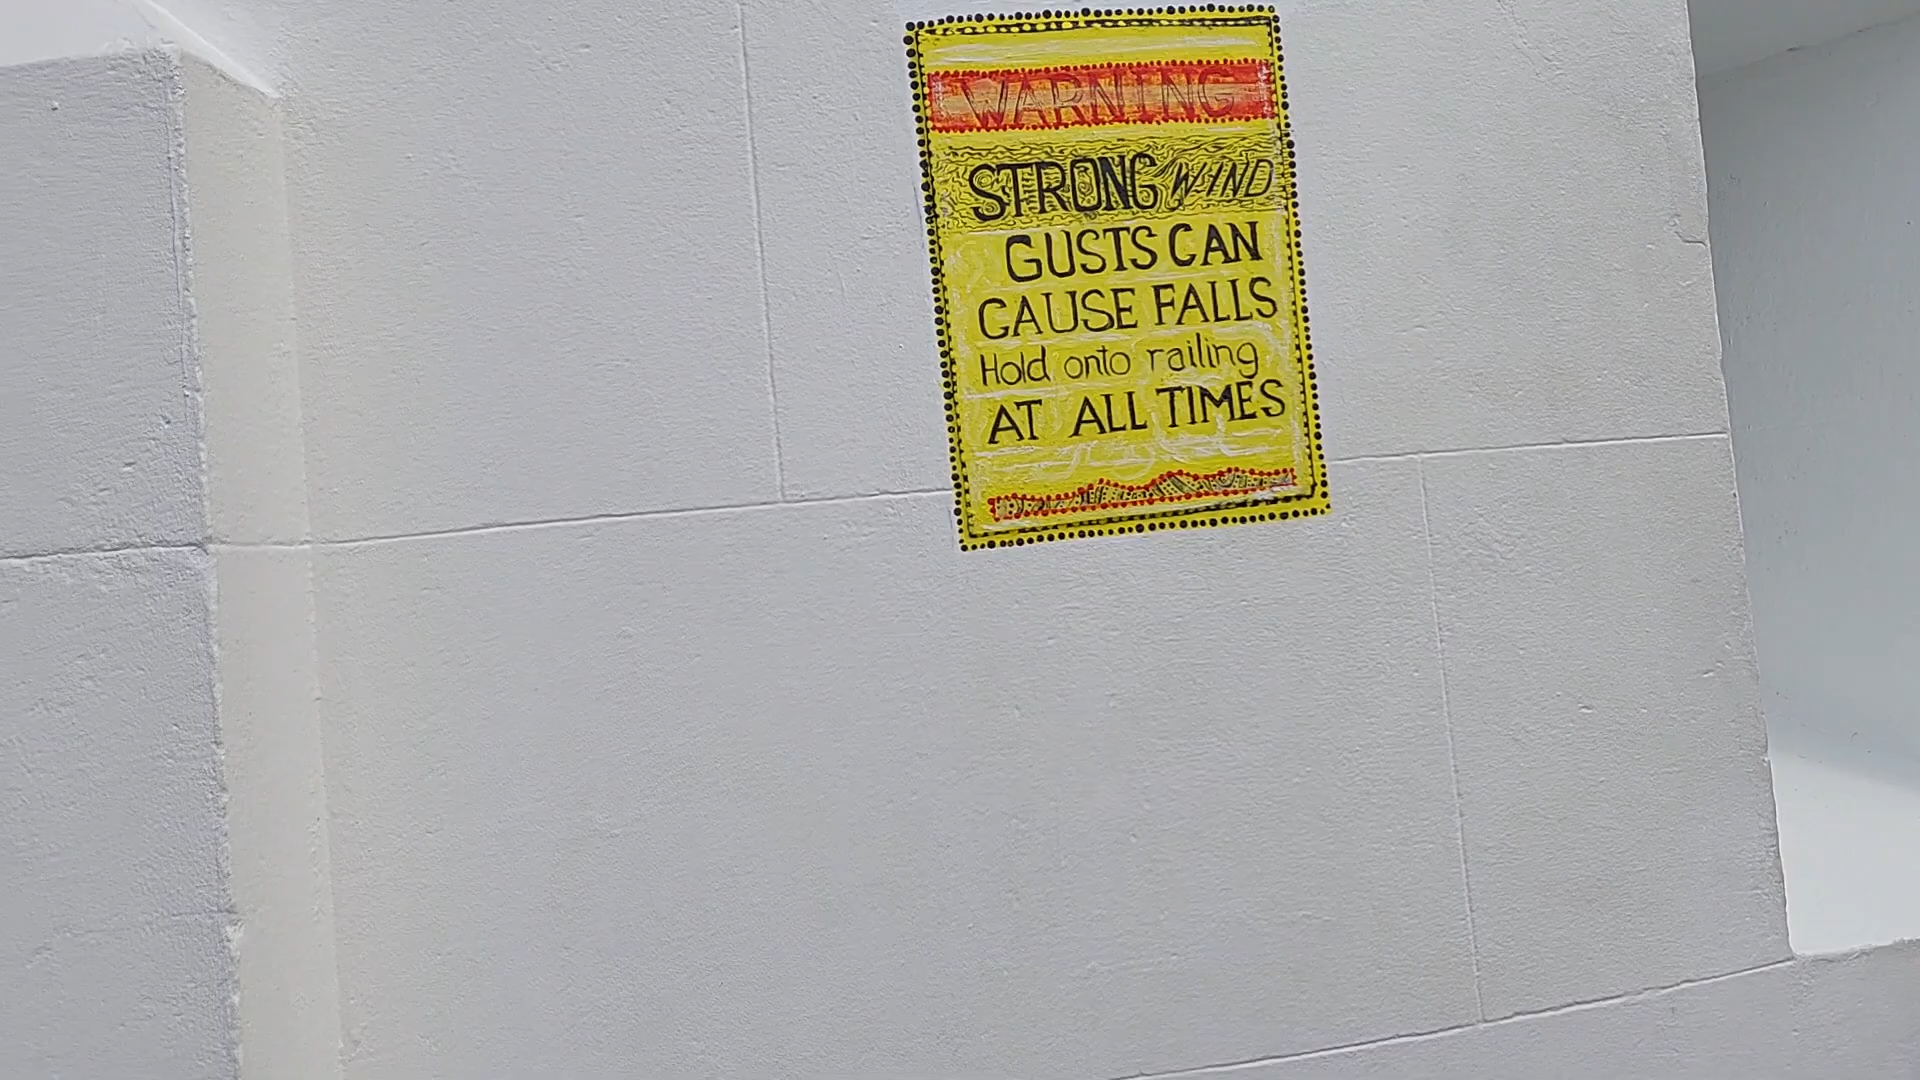 WARNING
STRONG WIND
GUSTS CAN
CAUSE FALLS
Hold onto railing
AT ALL TIMES